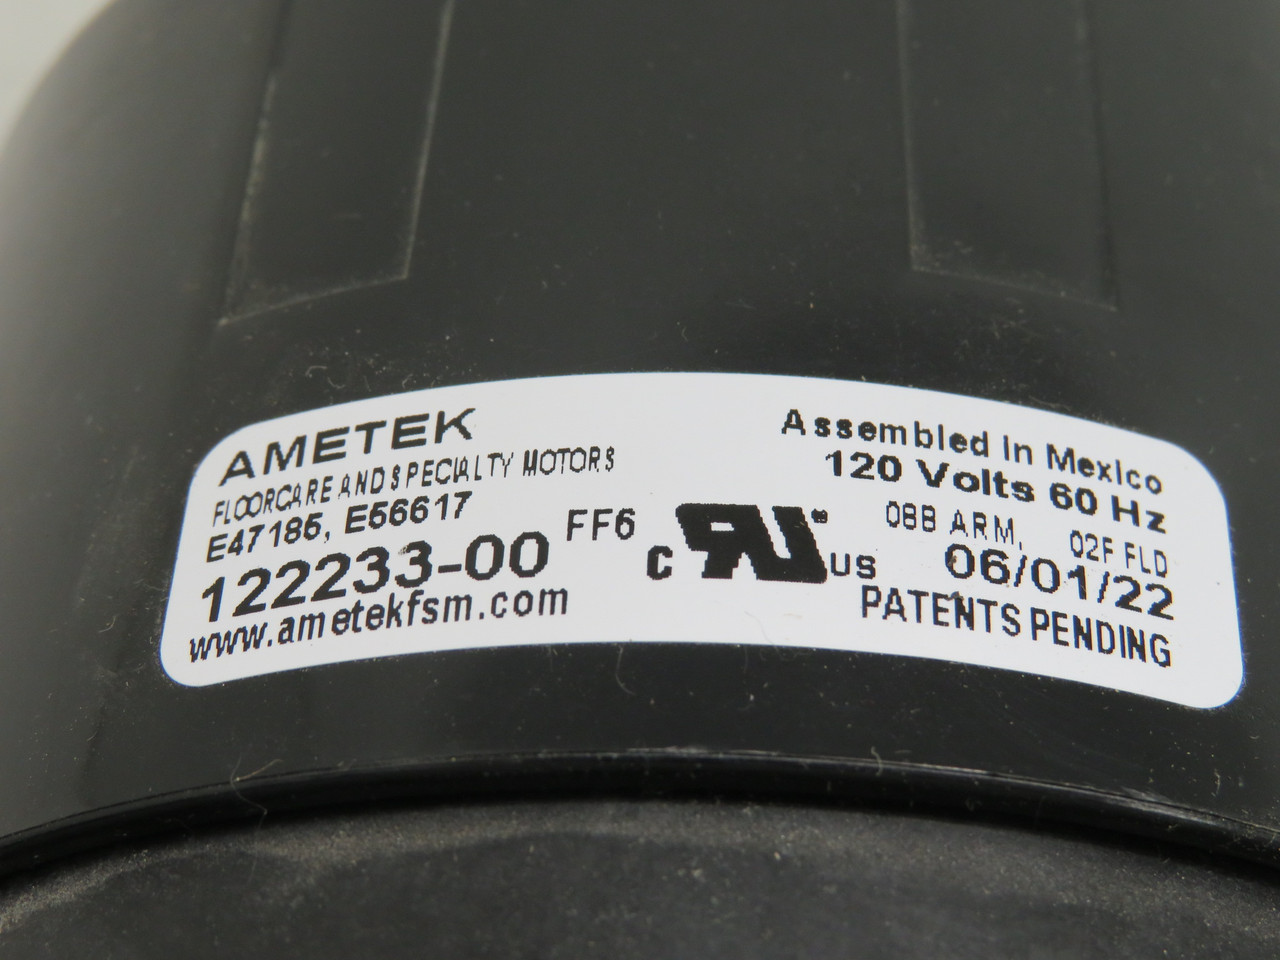 AMETEK
FLOORCARE AND SPECIALTY MOTORS
E47185, E56617
122233-00 FF6
www.ametekfsm.com
c RU ® US
Assembled in Mexico
120 Volts 60 Hz
08B ARM, 02F FLD
06/01/22
PATENTS PENDING